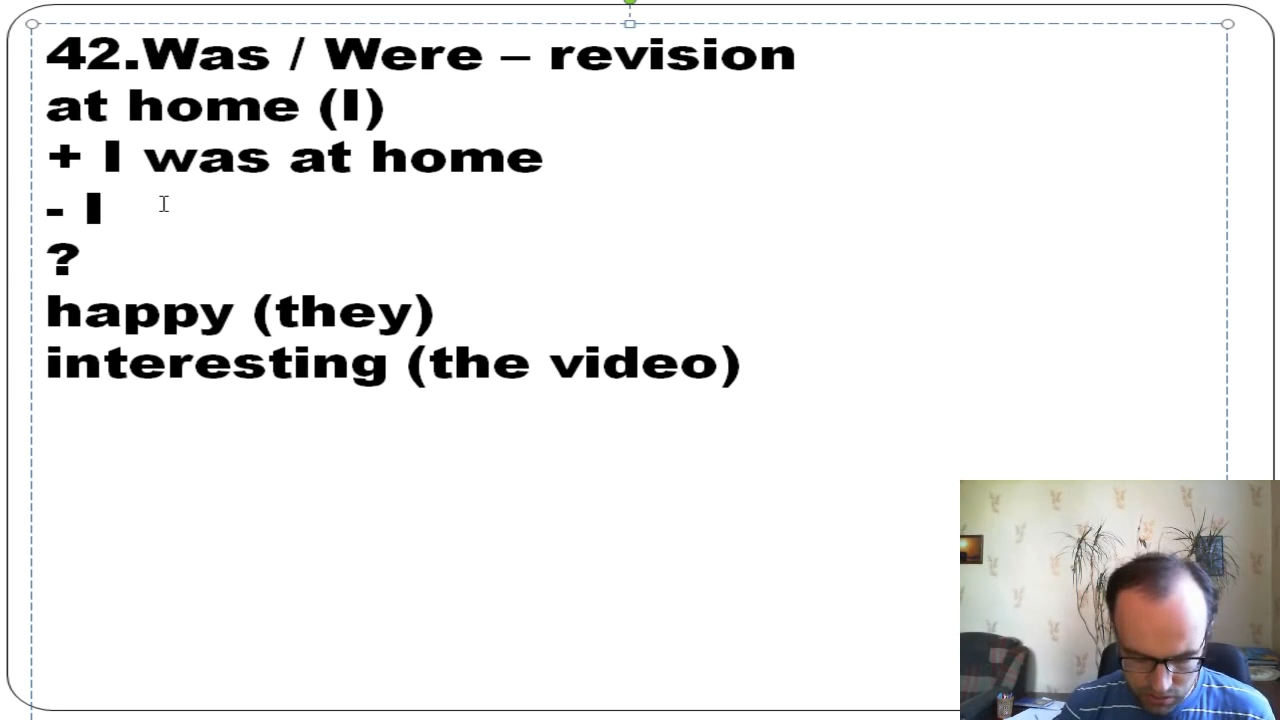 42.Was / Were – revision
at home (I)
+ I was at home
- I
?
happy (they)
interesting (the video)